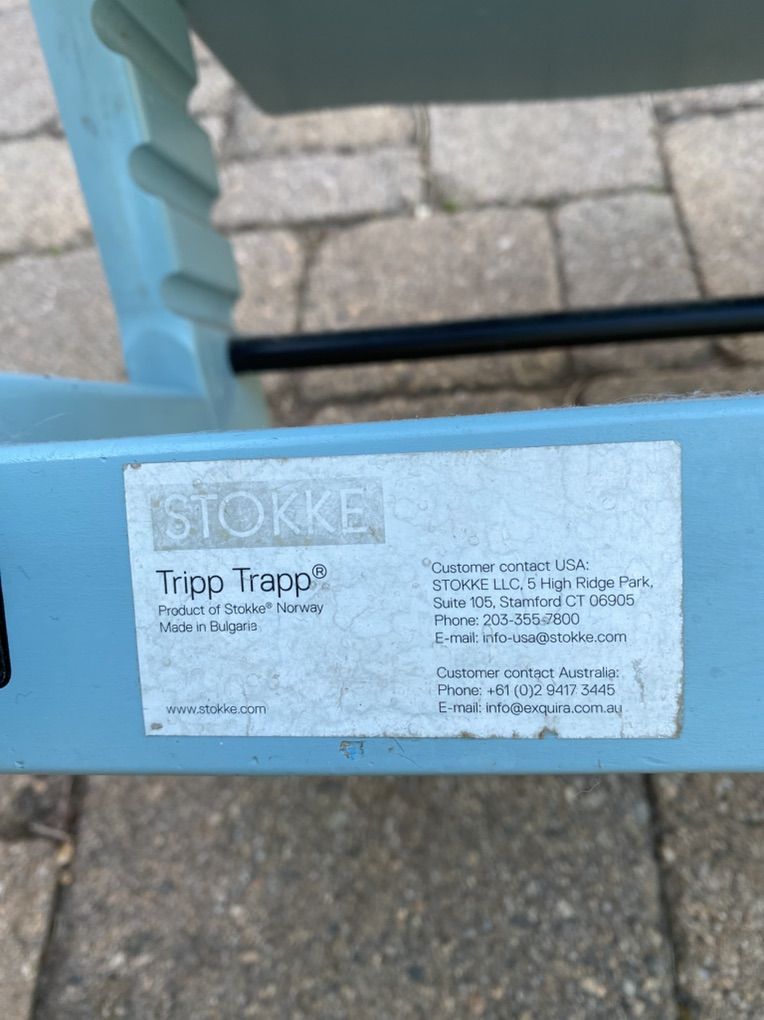 STOKKE
Tripp Trapp®
Product of Stokke® Norway
Made in Bulgaria
www.stokke.com
Customer contact USA:
STOKKE LLC, 5 High Ridge Park,
Suite 105, Stamford CT 06905
Phone: 203-355-7800
E-mail: info-usa@stokke.com
Customer contact Australia:
Phone: +61 (0)2 9417 3445
E-mail: info@exquira.com.au